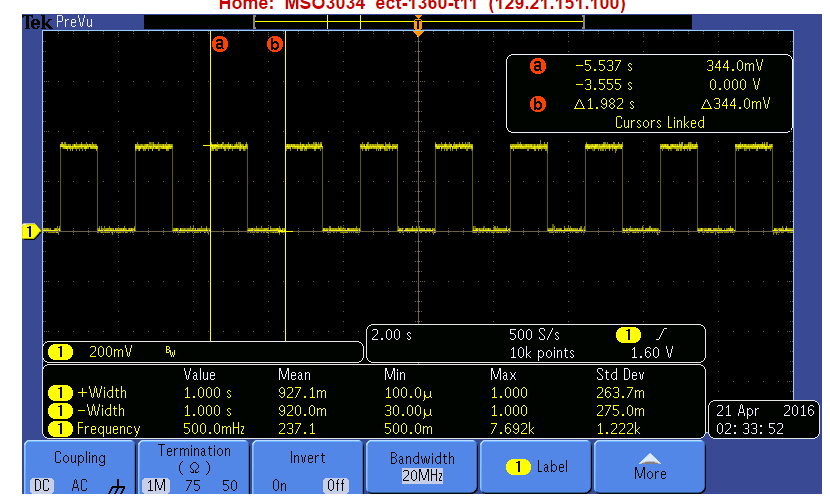 Home: MSO3034 ect-1360-t11 (129.21.151.100)
Tek PreVu
T
a b
a -5.537 s 344.0mV
-3.555 s 0.000 V
b Δ1.982 s Δ344.0mV
Cursors Linked
1
1 200mV BW
2.00 s 500 S/s 1
10k points 1.60 V
Value Mean Min Max Std Dev
1 +Width 1.000 s 927.1m 100.0µ 1.000 263.7m
1 -Width 1.000 s 920.0m 30.00µ 1.000 275.0m
1 Frequency 500.0mHz 237.1 500.0m 7.692k 1.222k
21 Apr 2016
02:33:52
Coupling
DC AC
Termination
(Ω)
1M 75 50
Invert
On Off
Bandwidth
20MHz
1 Label
More